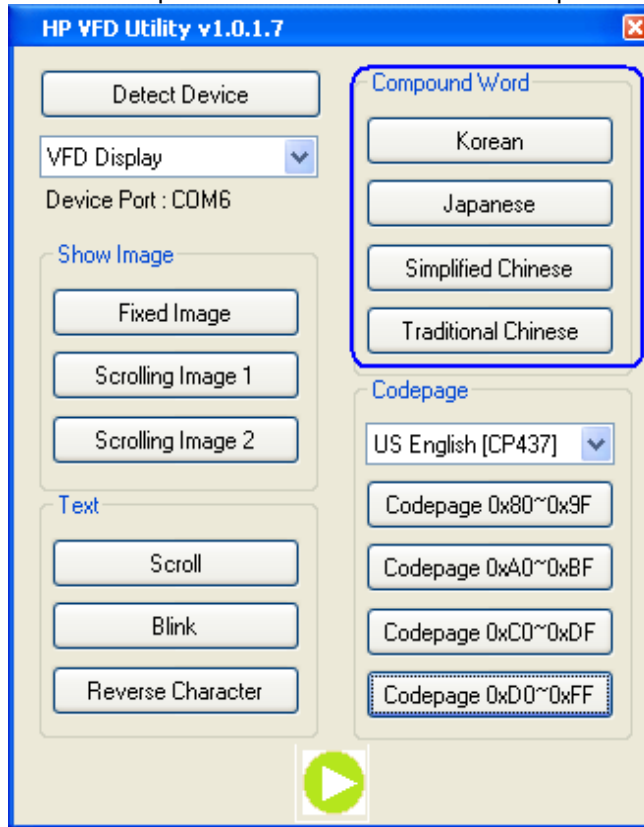 HP VFD Utility v1.0.1.7
Detect Device
VFD Display
Device Port : COM6
Show Image
Fixed Image
Scrolling Image 1
Scrolling Image 2
Text
Scroll
Blink
Reverse Character
Compound Word
Korean
Japanese
Simplified Chinese
Traditional Chinese
Codepage
US English [CP437]
Codepage 0x80~0x9F
Codepage 0xA0~0xBF
Codepage 0xC0~0xDF
Codepage 0xD0~0xFF